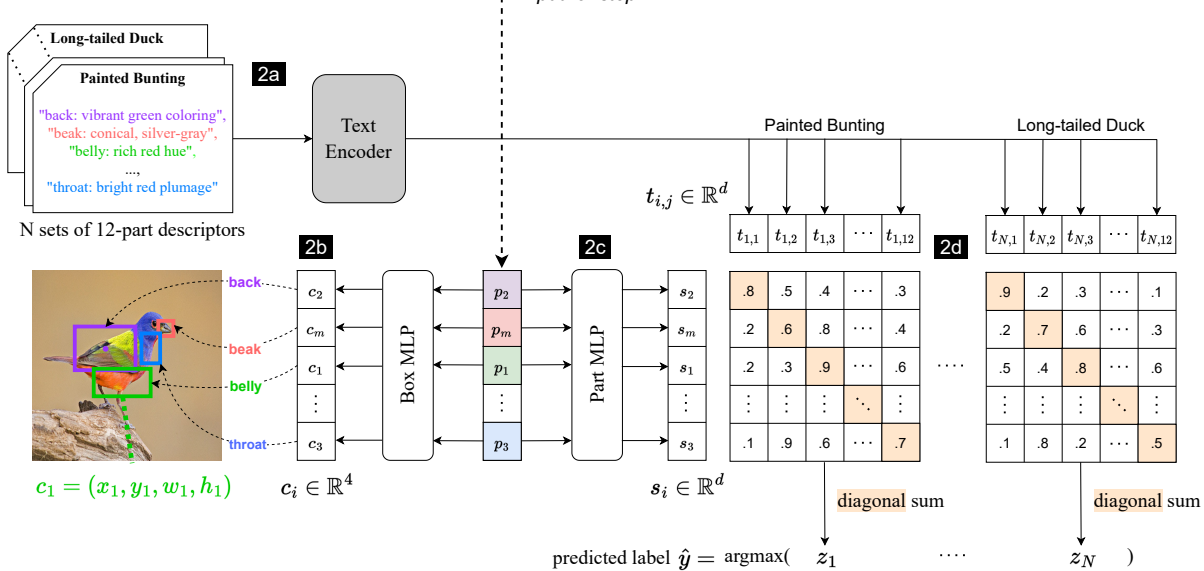 Long-tailed Duck
Painted Bunting
"back: vibrant green coloring",
"beak: conical, silver-gray",
"belly: rich red hue",
...,
"throat: bright red plumage"
N sets of 12-part descriptors
2a
Text
Encoder
Painted Bunting
Long-tailed Duck
t_{i,j} ∈ ℝ^d
t_{1,1} t_{1,2} t_{1,3} ⋯ t_{1,12}
2d
t_{N,1} t_{N,2} t_{N,3} ⋯ t_{N,12}
2b
2c
back
beak
belly
throat
c_2
c_m
c_1
⋮
c_3
Box MLP
p_2
p_m
p_1
⋮
p_3
Part MLP
s_2
s_m
s_1
⋮
s_3
.8 .5 .4 ⋯ .3
.2 .6 .8 ⋯ .4
.2 .3 .9 ⋯ .6
⋮ ⋮ ⋮ ⋱ ⋮
.1 .9 .6 ⋯ .7
....
.9 .2 .3 ⋯ .1
.2 .7 .6 ⋯ .3
.5 .4 .8 ⋯ .6
⋮ ⋮ ⋮ ⋱ ⋮
.1 .8 .2 ⋯ .5
c_1 = (x_1, y_1, w_1, h_1)
c_i ∈ ℝ^4
s_i ∈ ℝ^d
diagonal sum
diagonal sum
predicted label ŷ = argmax( z_1 .... z_N )